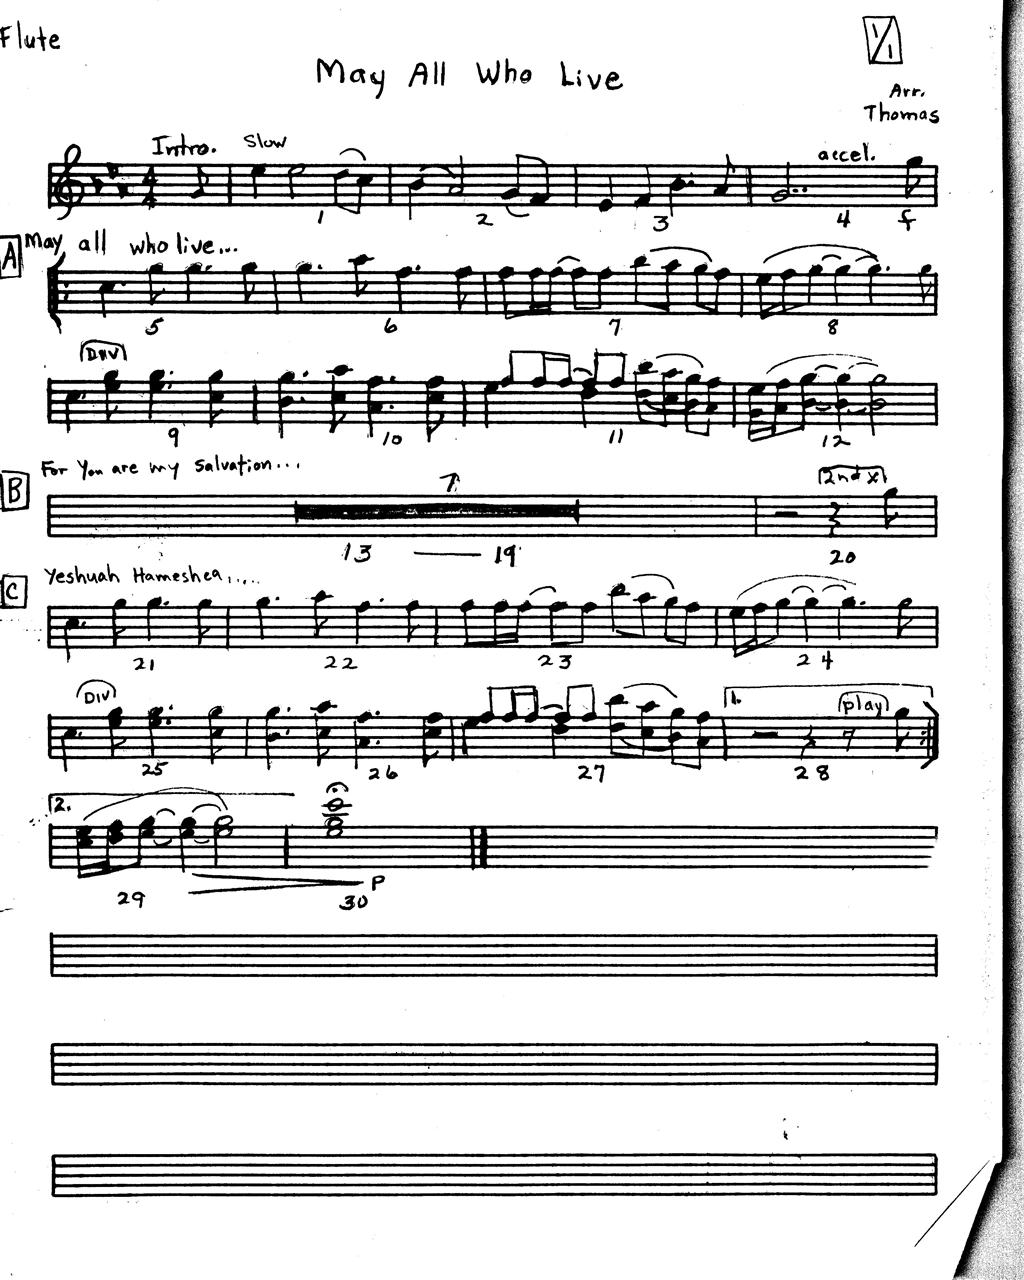 Flute
1/1
May All Who Live
Arr.
Thomas
Intro. Slow accel.
4
4
1 2 3 4 f
A May all who live...
5 6 7 8
Div
9 10 11 12
B For You are my Salvation...
7 2nd x
13 — 19 20
C Yeshuah Hameshea.....
21 22 23 24
Div
1. play
25 26 27 28
2.
P
29 30